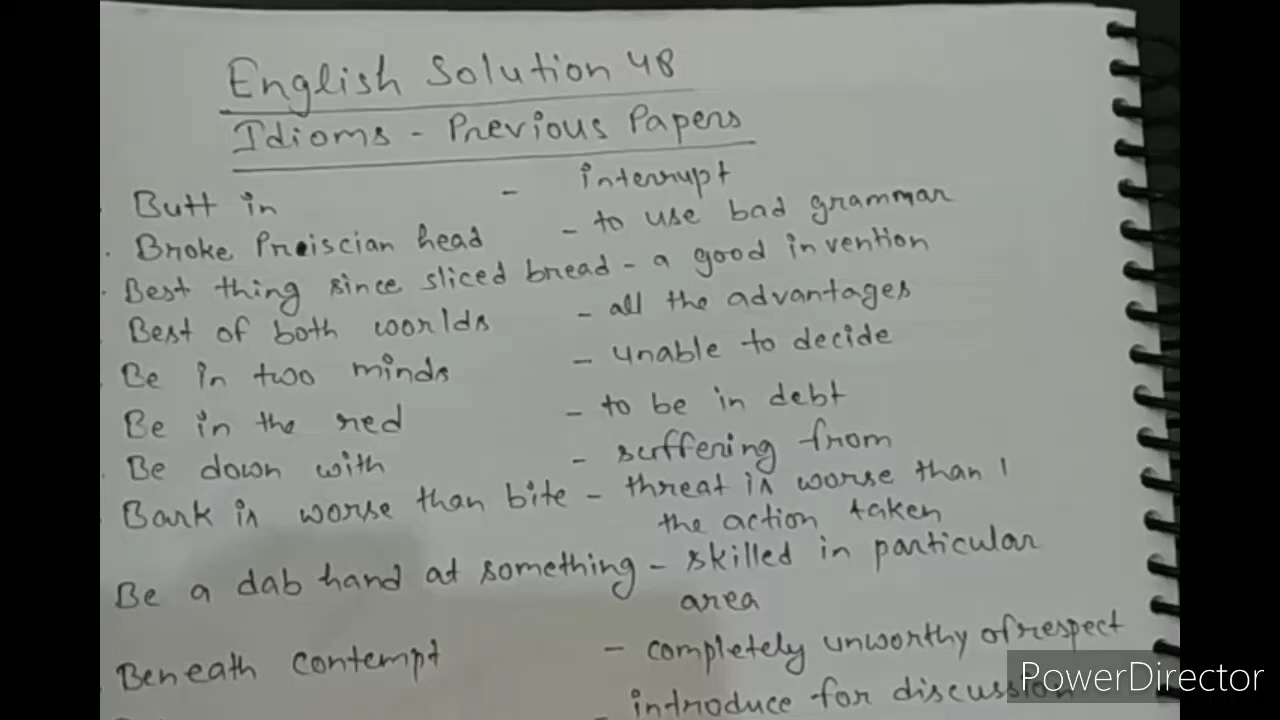 English Solution 48
Idioms - Previous Papers
Butt in - interrupt
Broke Preiscian head - to use bad grammar
Best thing since sliced bread - a good invention
Best of both worlds - all the advantages
Be in two minds - unable to decide
Be in the red - to be in debt
Be down with - suffering from
Bark is worse than bite - threat is worse than
the action taken
Be a dab hand at something - skilled in particular
area
Beneath contempt - completely unworthy of respect
- introduce for discussion
PowerDirector